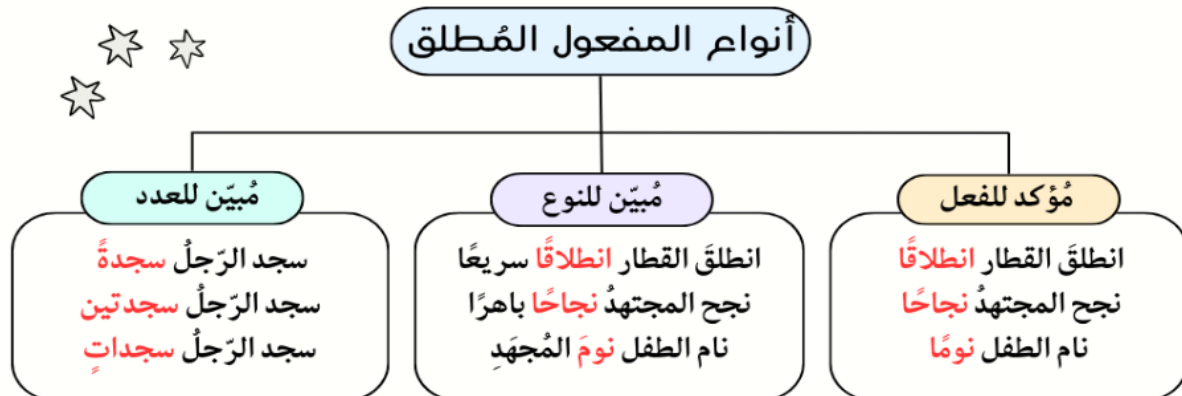 أنواع المفعول المُطلق
مُؤكد للفعل
انطلقَ القطار انطلاقًا
نجح المجتهدُ نجاحًا
نام الطفل نومًا
مُبيّن للنوع
انطلقَ القطار انطلاقًا سريعًا
نجح المجتهدُ نجاحًا باهرًا
نام الطفل نومَ المُجهَدِ
مُبيّن للعدد
سجد الرّجلُ سجدةً
سجد الرّجلُ سجدتين
سجد الرّجلُ سجداتٍ